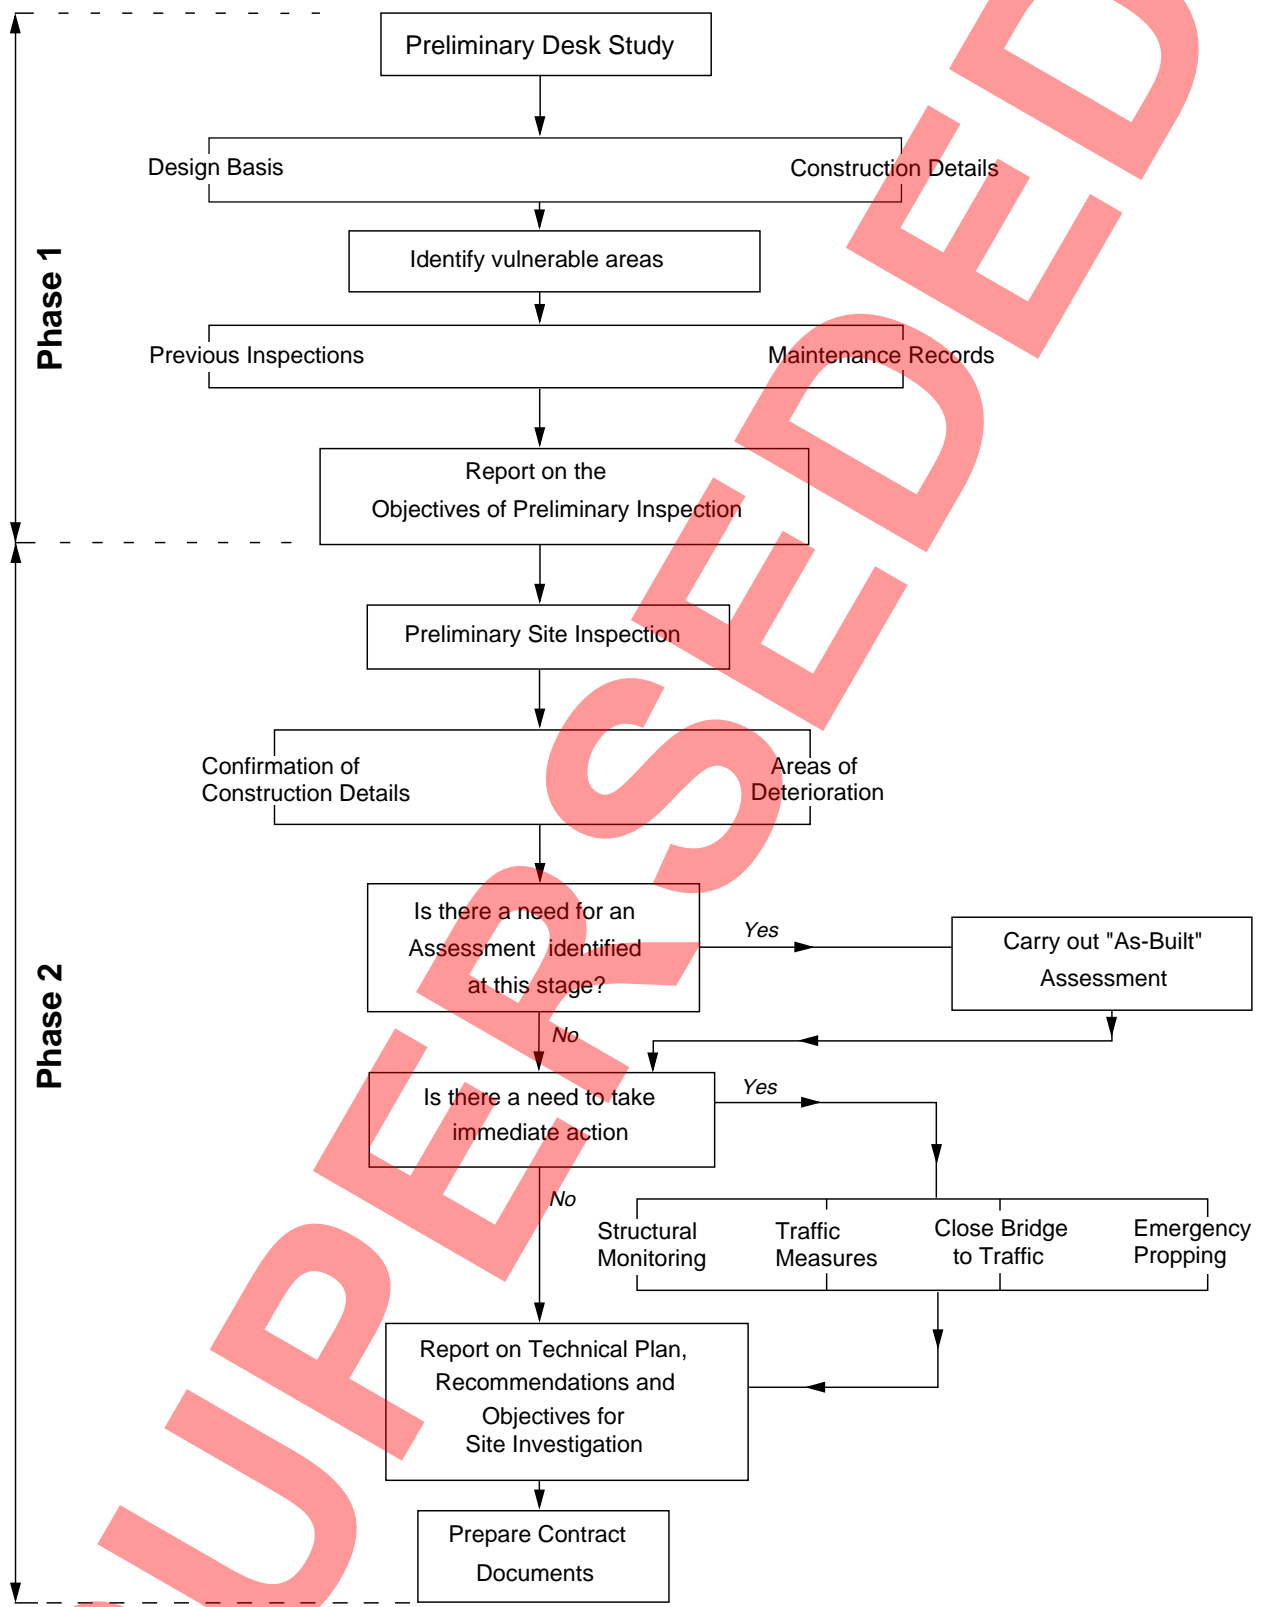 Preliminary Desk Study
Design Basis
Construction Details
Identify vulnerable areas
Previous Inspections
Maintenance Records
Report on the
Objectives of Preliminary Inspection
Phase 1
Preliminary Site Inspection
Confirmation of
Construction Details
Areas of
Deterioration
Is there a need for an
Assessment identified
at this stage?
Yes
Carry out "As-Built"
Assessment
No
Is there a need to take
immediate action
Yes
No
Structural
Monitoring
Traffic
Measures
Close Bridge
to Traffic
Emergency
Propping
Report on Technical Plan,
Recommendations and
Objectives for
Site Investigation
Prepare Contract
Documents
Phase 2
SUPERSEDED